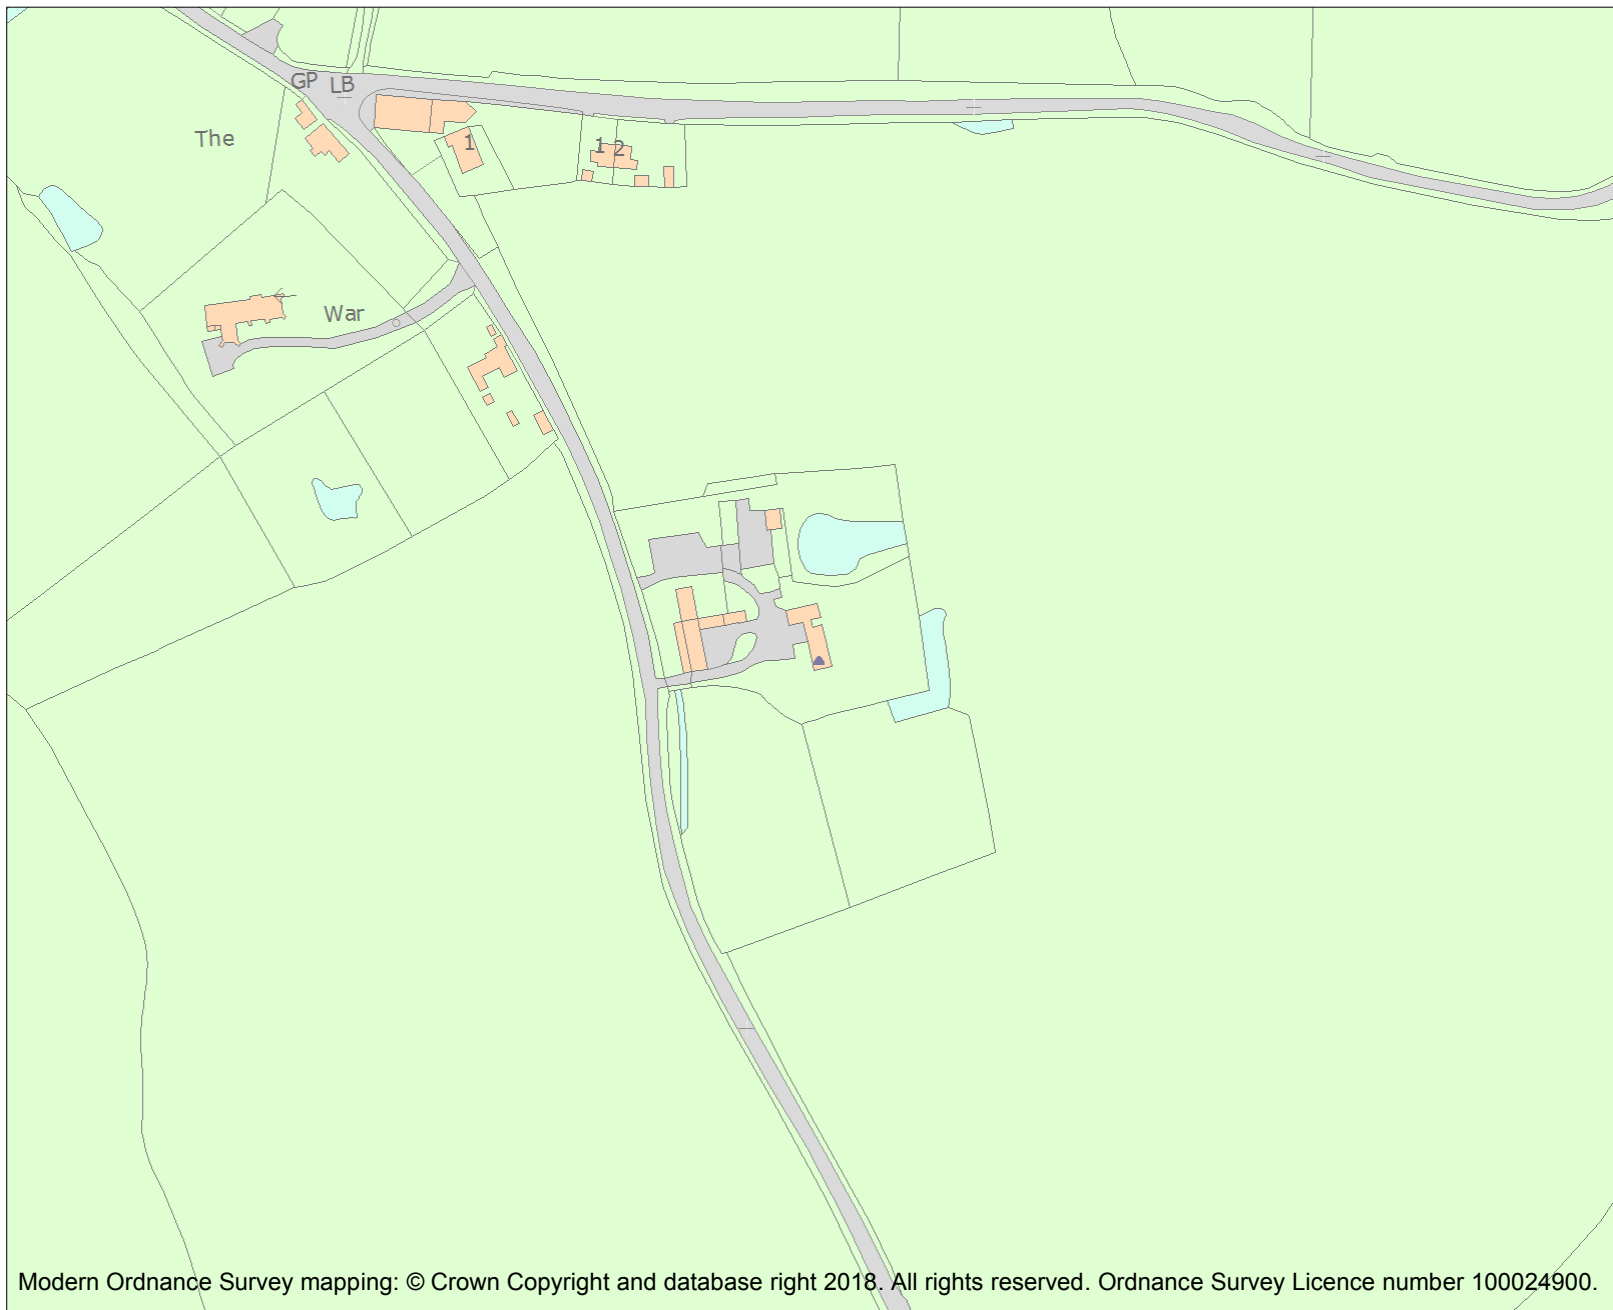 GP LB
The
1
1 2
War
Modern Ordnance Survey mapping: © Crown Copyright and database right 2018. All rights reserved. Ordnance Survey Licence number 100024900.